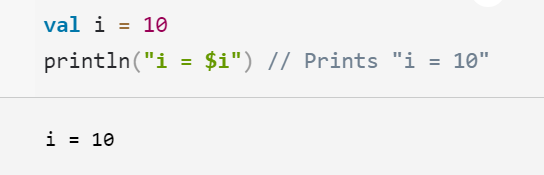 val i = 10
println("i = $i") // Prints "i = 10"
i = 10